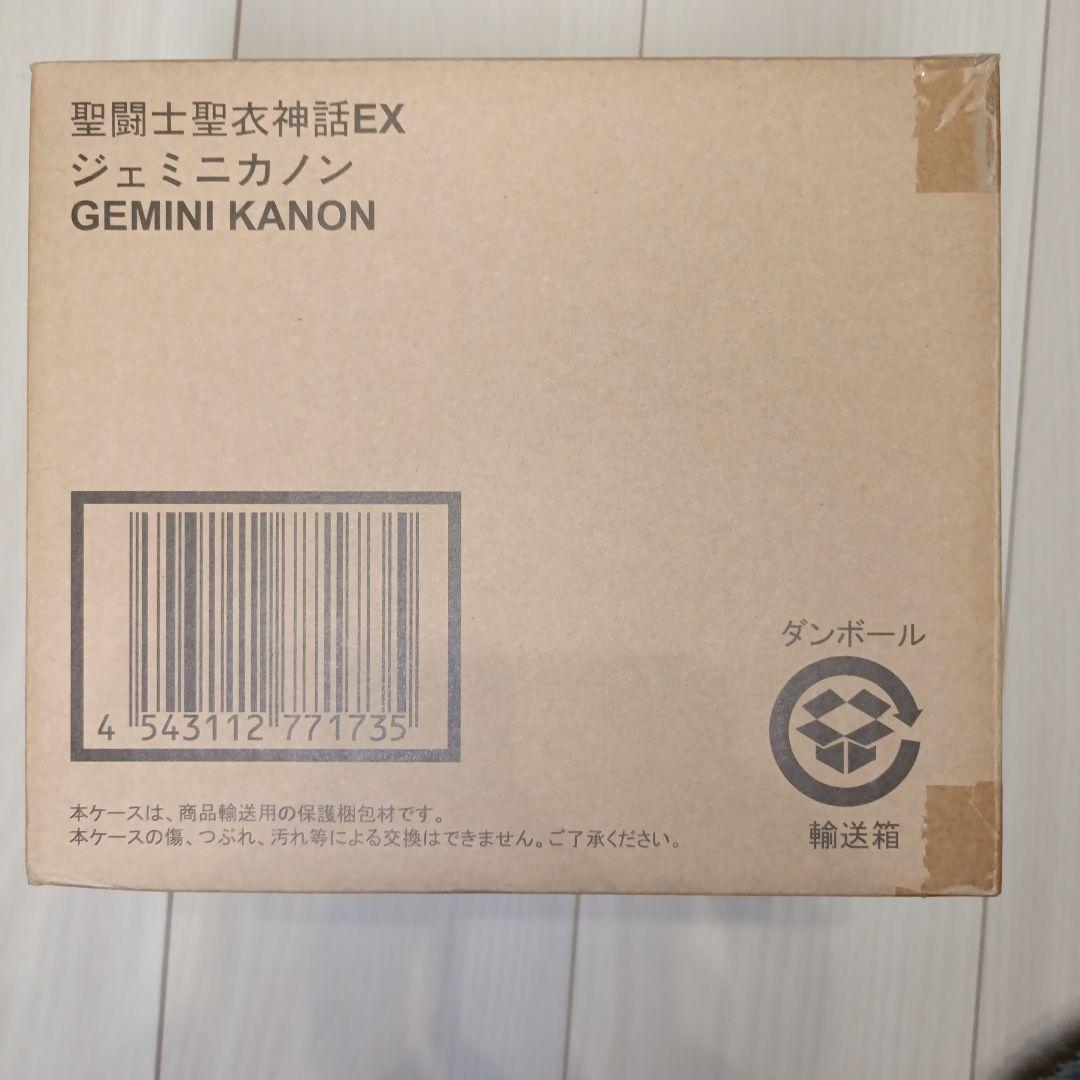 聖闘士聖衣神話EX
ジェミニカノン
GEMINI KANON
4 543112 771735
本ケースは、商品輸送用の保護梱包材です。
本ケースの傷、つぶれ、汚れ等による交換はできません。ご了承ください。
ダンボール
輸送箱